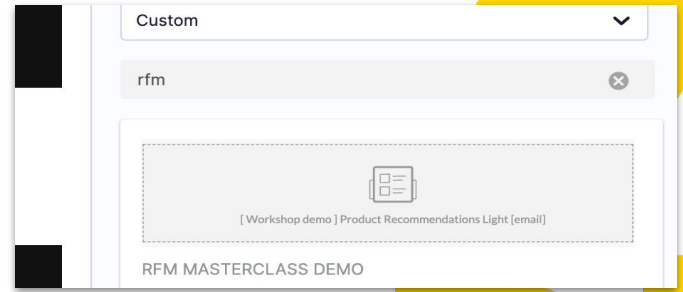 Custom
rfm
[ Workshop demo ] Product Recommendations Light [email]
RFM MASTERCLASS DEMO